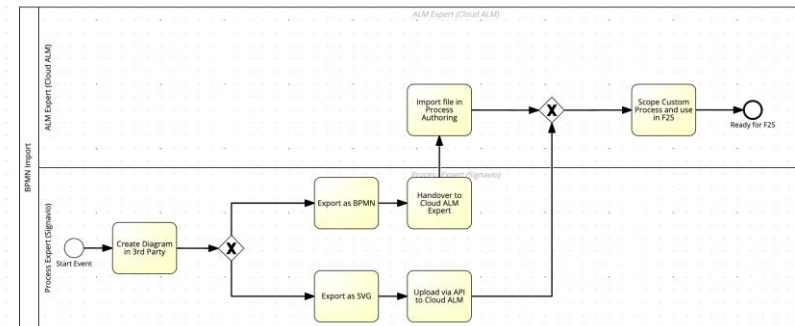 ALM Expert (Cloud ALM)
BPMN Import
ALM Expert (Cloud ALM)
Import file in
Process
Authoring
X
Scope Custom
Process and use
in F2S
Ready for F2S
Process Expert (Signavio)
Process Expert (Signavio)
Start Event
Create Diagram
in 3rd Party
X
Export as BPMN
Handover to
Cloud ALM
Expert
Export as SVG
Upload via API
to Cloud ALM